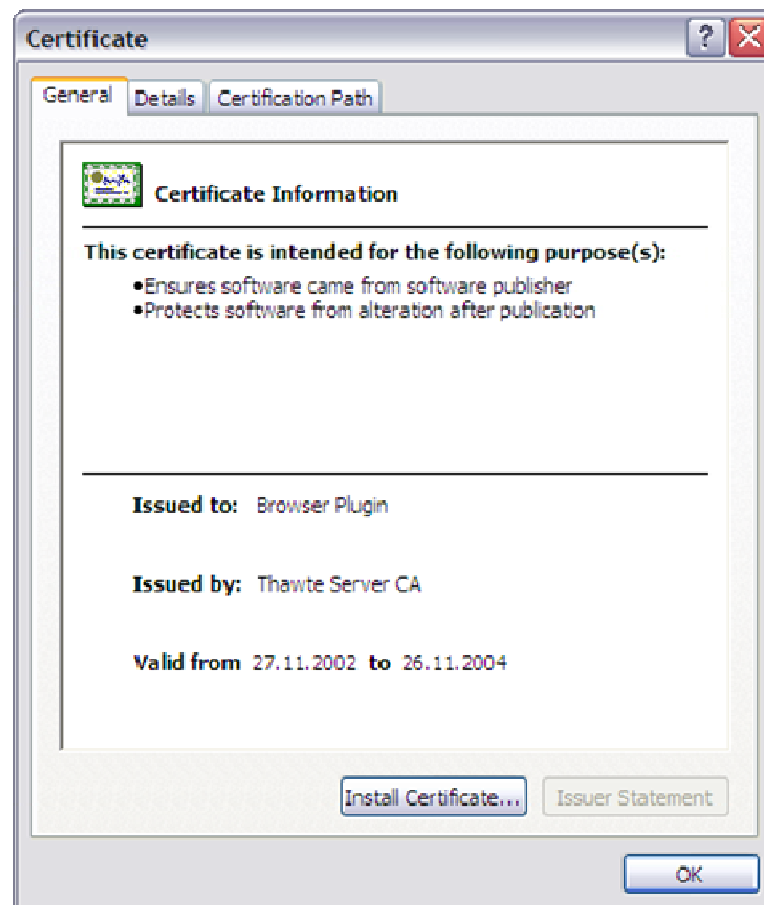 Certificate
General Details Certification Path
Certificate Information
This certificate is intended for the following purpose(s):
•Ensures software came from software publisher
•Protects software from alteration after publication
Issued to: Browser Plugin
Issued by: Thawte Server CA
Valid from 27.11.2002 to 26.11.2004
Install Certificate... Issuer Statement
OK